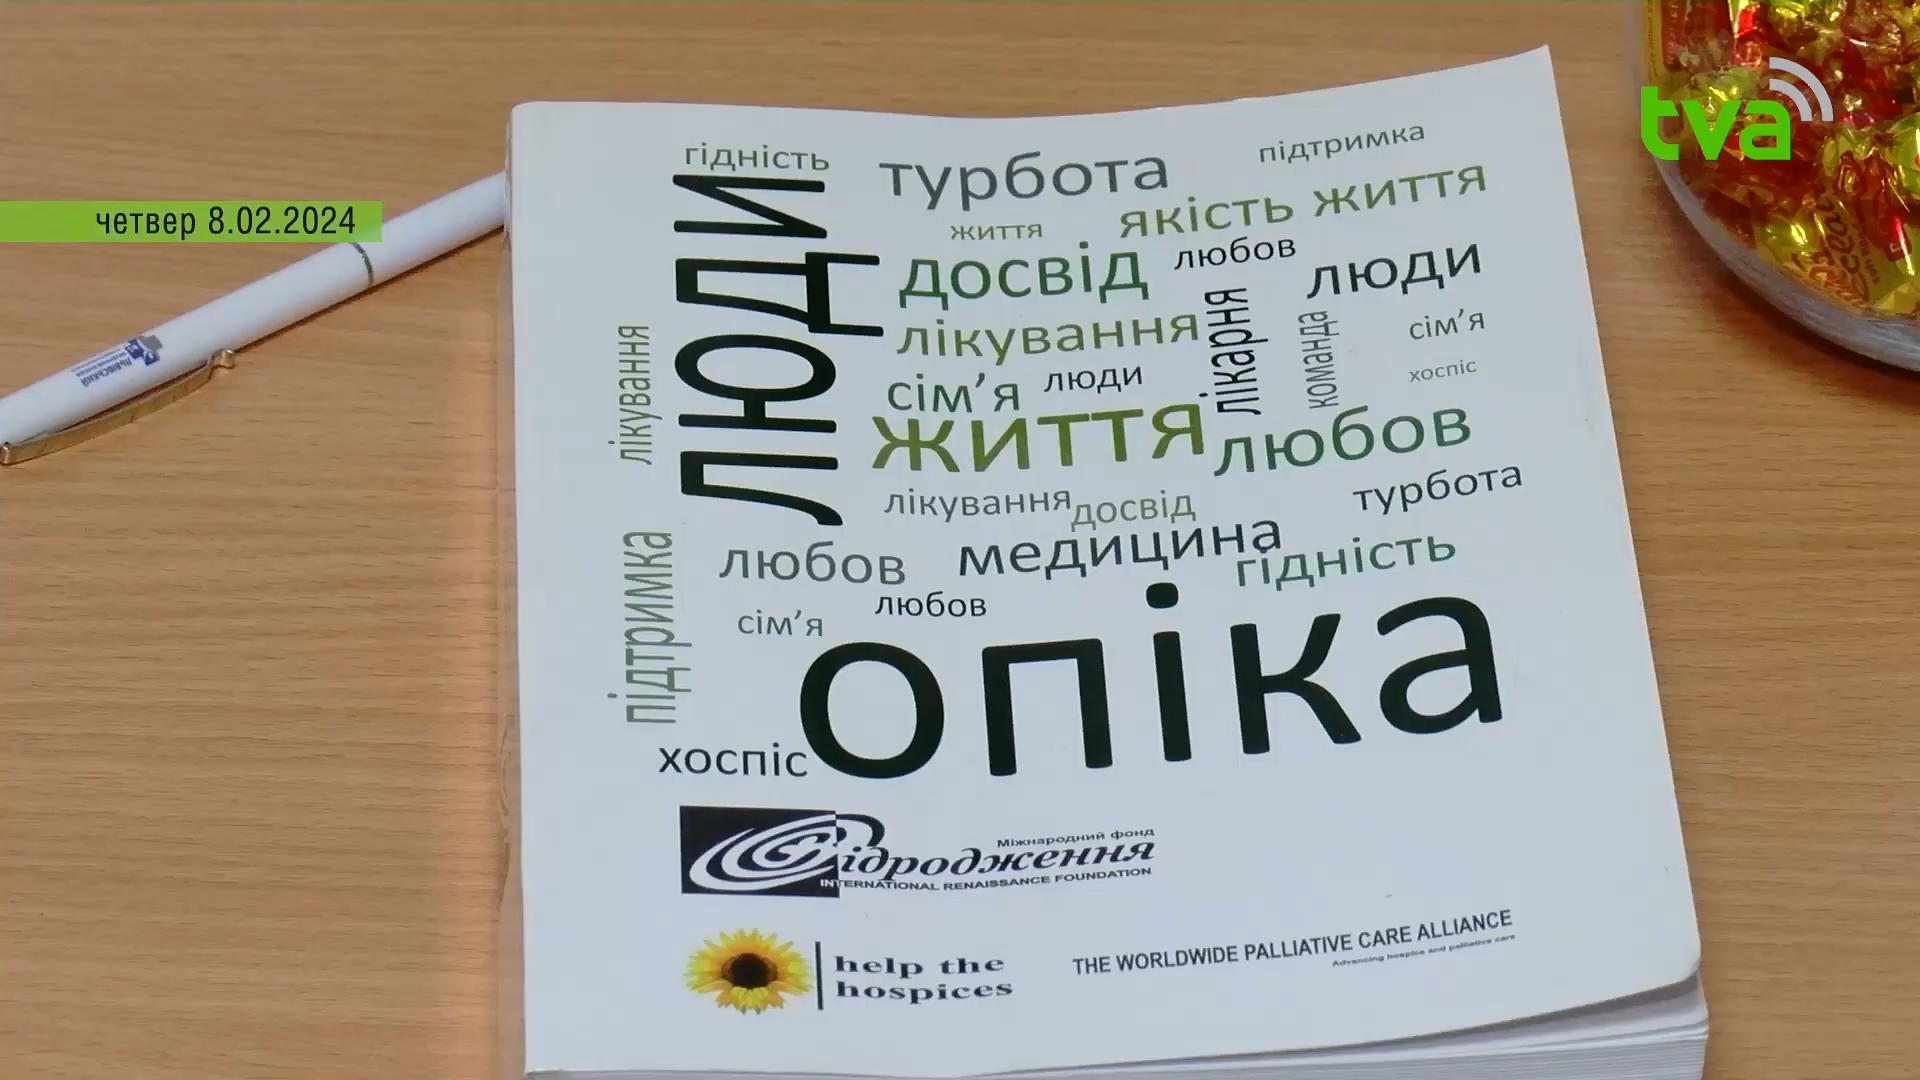 tva
четвер 8.02.2024
гідність
турбота
підтримка
життя
якість життя
ЛЮДИ
досвід
любов
люди
лікування
лікування
лікарня
команда
сім’я
хоспіс
сім’я
люди
життя
любов
лікування
досвід
турбота
підтримка
любов
медицина
гідність
сім’я
любов
опіка
хоспіс
Міжнародний фонд
Відродження
INTERNATIONAL RENAISSANCE FOUNDATION
help the
hospices
THE WORLDWIDE PALLIATIVE CARE ALLIANCE
Advancing hospice and palliative care
ЛЬВІВСЬКИЙ